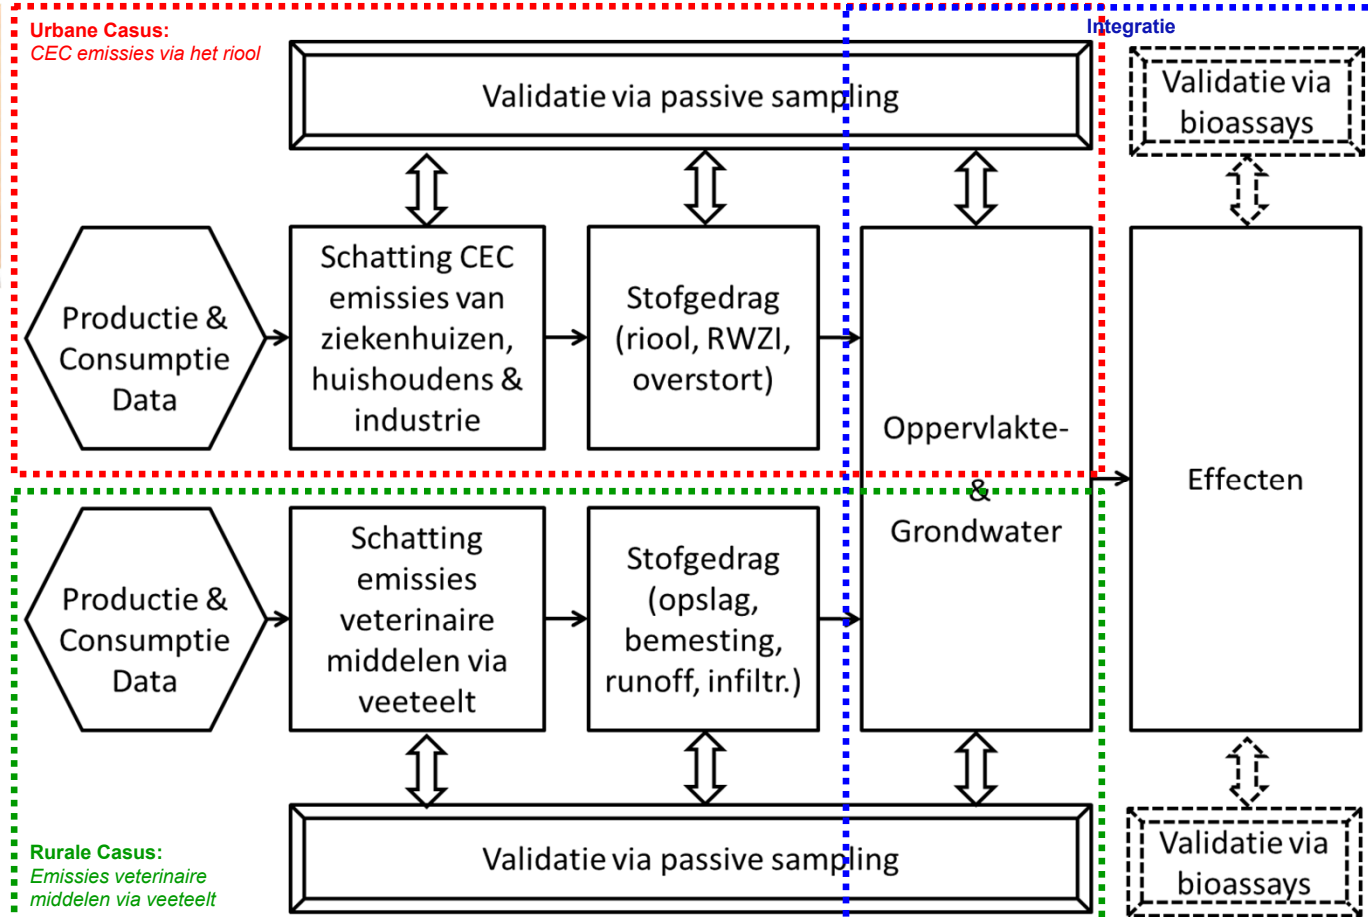 Urbane Casus:
CEC emissies via het riool
Integratie
Validatie via passive sampling
Validatie via
bioassays
Productie &
Consumptie
Data
Schatting CEC
emissies van
ziekenhuizen,
huishoudens &
industrie
Stofgedrag
(riool, RWZI,
overstort)
Oppervlakte-
&
Grondwater
Effecten
Productie &
Consumptie
Data
Schatting
emissies
veterinaire
middelen via
veeteelt
Stofgedrag
(opslag,
bemesting,
runoff, infiltr.)
Rurale Casus:
Emissies veterinaire
middelen via veeteelt
Validatie via passive sampling
Validatie via
bioassays